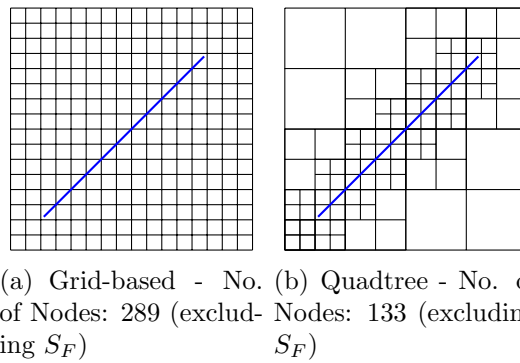 (a) Grid-based - No. of Nodes: 289 (exclud-
ing S_F)
(b) Quadtree - No.
Nodes: 133 (excludin
S_F)